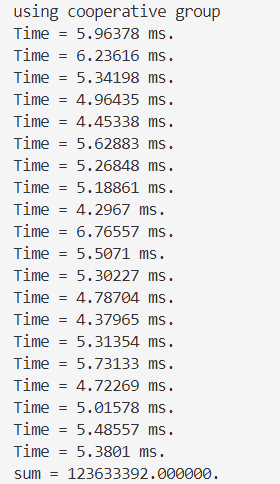 using cooperative group
Time = 5.96378 ms.
Time = 6.23616 ms.
Time = 5.34198 ms.
Time = 4.96435 ms.
Time = 4.45338 ms.
Time = 5.62883 ms.
Time = 5.26848 ms.
Time = 5.18861 ms.
Time = 4.2967 ms.
Time = 6.76557 ms.
Time = 5.5071 ms.
Time = 5.30227 ms.
Time = 4.78704 ms.
Time = 4.37965 ms.
Time = 5.31354 ms.
Time = 5.73133 ms.
Time = 4.72269 ms.
Time = 5.01578 ms.
Time = 5.48557 ms.
Time = 5.3801 ms.
sum = 123633392.000000.